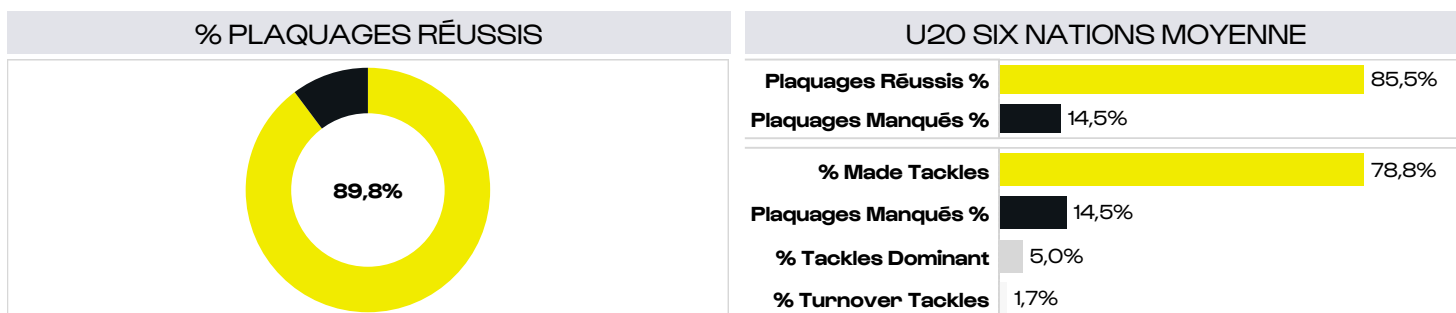 % PLAQUAGES RÉUSSIS
89,8%
U20 SIX NATIONS MOYENNE
Plaquages Réussis % 85,5%
Plaquages Manqués % 14,5%
% Made Tackles 78,8%
Plaquages Manqués % 14,5%
% Tackles Dominant 5,0%
% Turnover Tackles 1,7%